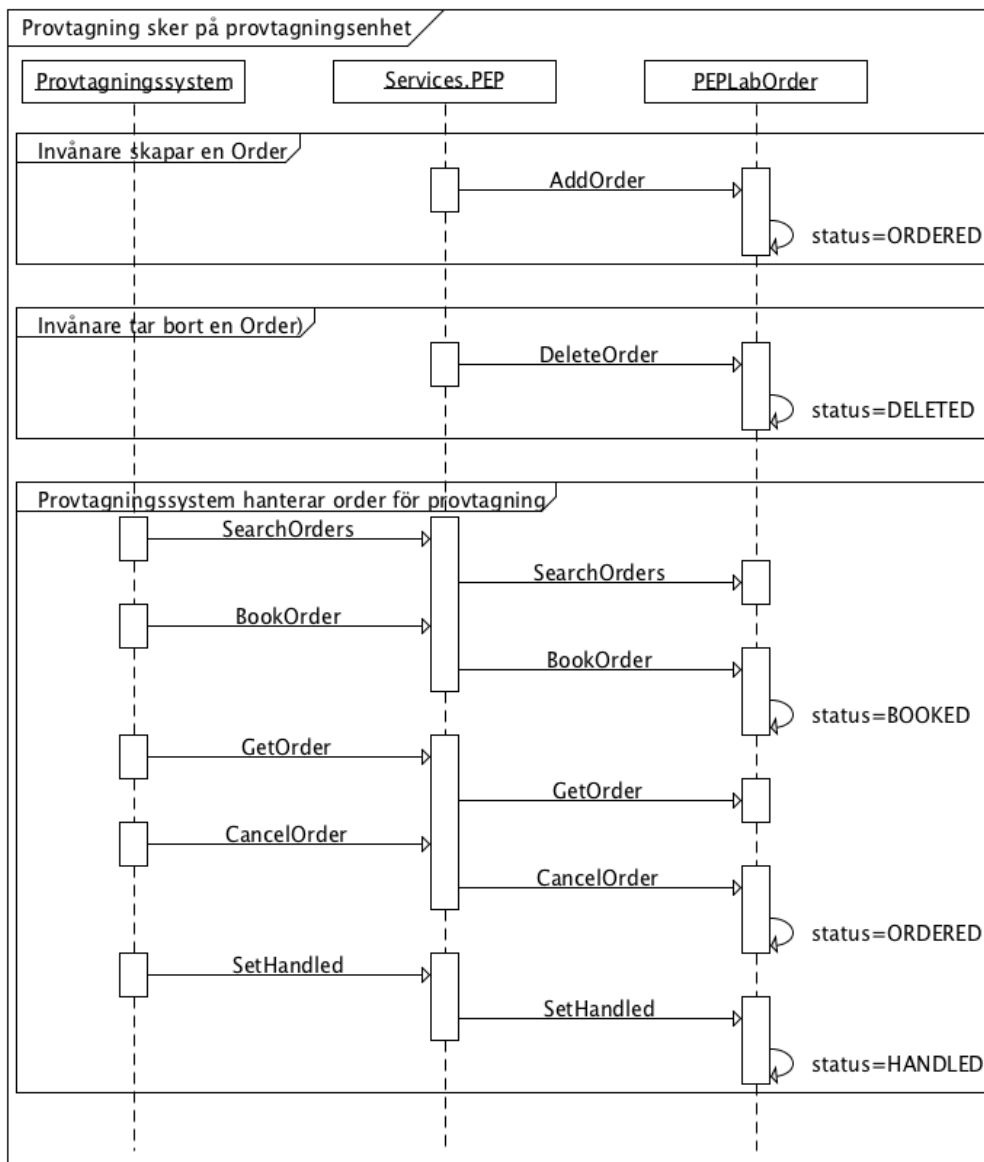 Provtagning sker på provtagningsenhet
Provtagningssystem
Services.PEP
PEPLabOrder
Invånare skapar en Order
AddOrder
status=ORDERED
Invånare tar bort en Order)
DeleteOrder
status=DELETED
Provtagningssystem hanterar order för provtagning
SearchOrders
SearchOrders
BookOrder
BookOrder
status=BOOKED
GetOrder
GetOrder
CancelOrder
CancelOrder
status=ORDERED
SetHandled
SetHandled
status=HANDLED